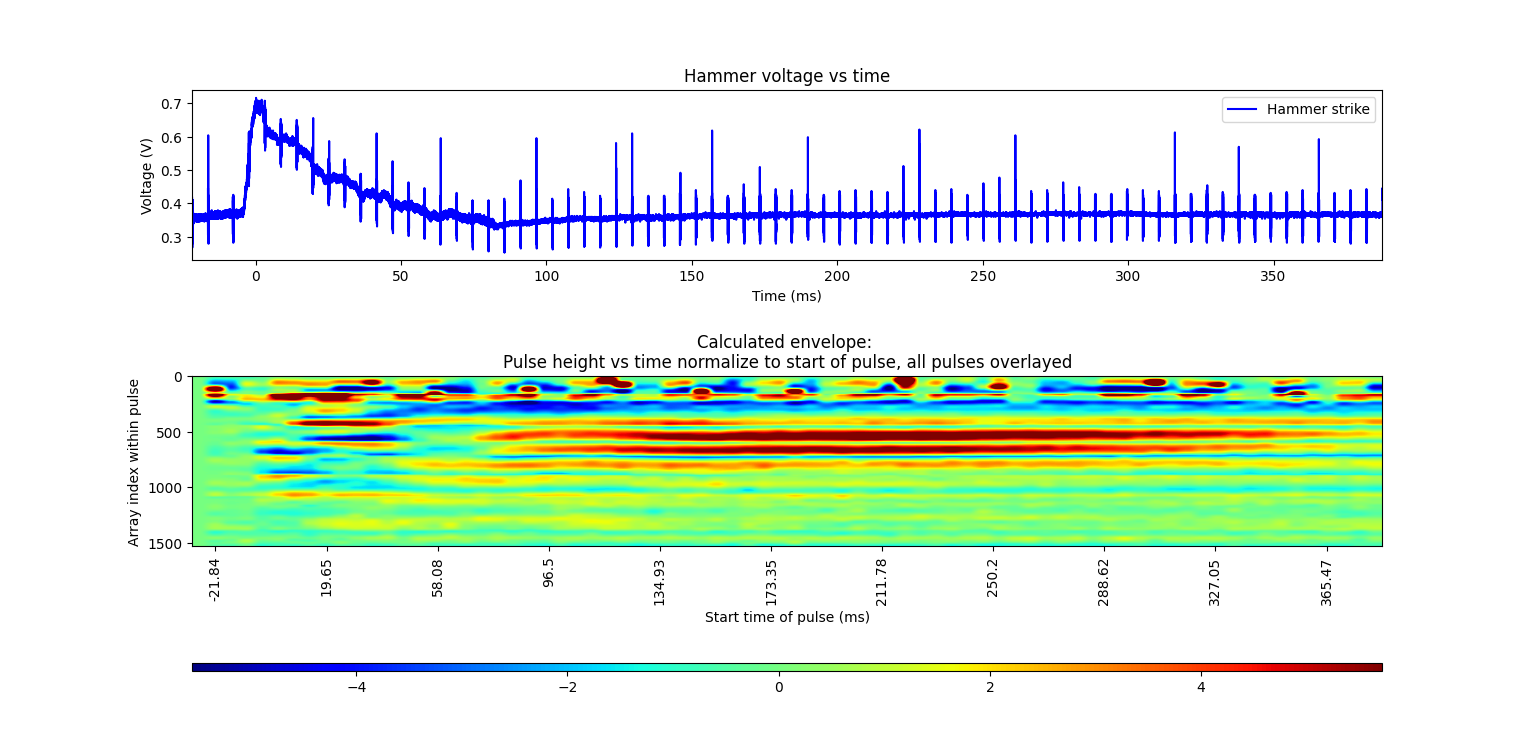 Hammer voltage vs time
Hammer strike
Voltage (V)
0.7
0.6
0.5
0.4
0.3
0 50 100 150 200 250 300 350
Time (ms)
Calculated envelope:
Pulse height vs time normalize to start of pulse, all pulses overlayed
Array index within pulse
0
500
1000
1500
-21.84 19.65 58.08 96.5 134.93 173.35 211.78 250.2 288.62 327.05 365.47
Start time of pulse (ms)
−4 −2 0 2 4